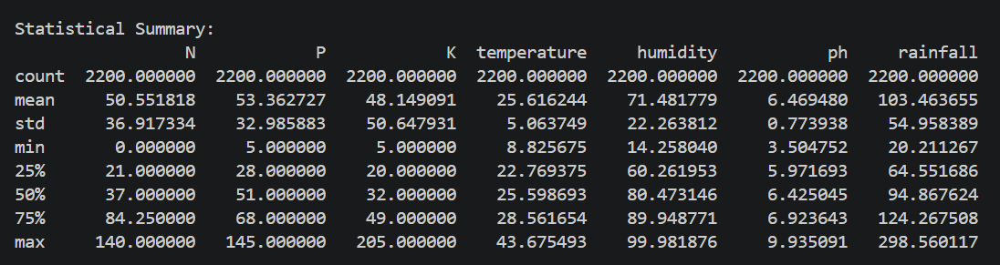 Statistical Summary:
N P K temperature humidity ph rainfall
count 2200.000000 2200.000000 2200.000000 2200.000000 2200.000000 2200.000000 2200.000000
mean 50.551818 53.362727 48.149091 25.616244 71.481779 6.469480 103.463655
std 36.917334 32.985883 50.647931 5.063749 22.263812 0.773938 54.958389
min 0.000000 5.000000 5.000000 8.825675 14.258040 3.504752 20.211267
25% 21.000000 28.000000 20.000000 22.769375 60.261953 5.971693 64.551686
50% 37.000000 51.000000 32.000000 25.598693 80.473146 6.425045 94.867624
75% 84.250000 68.000000 49.000000 28.561654 89.948771 6.923643 124.267508
max 140.000000 145.000000 205.000000 43.675493 99.981876 9.935091 298.560117